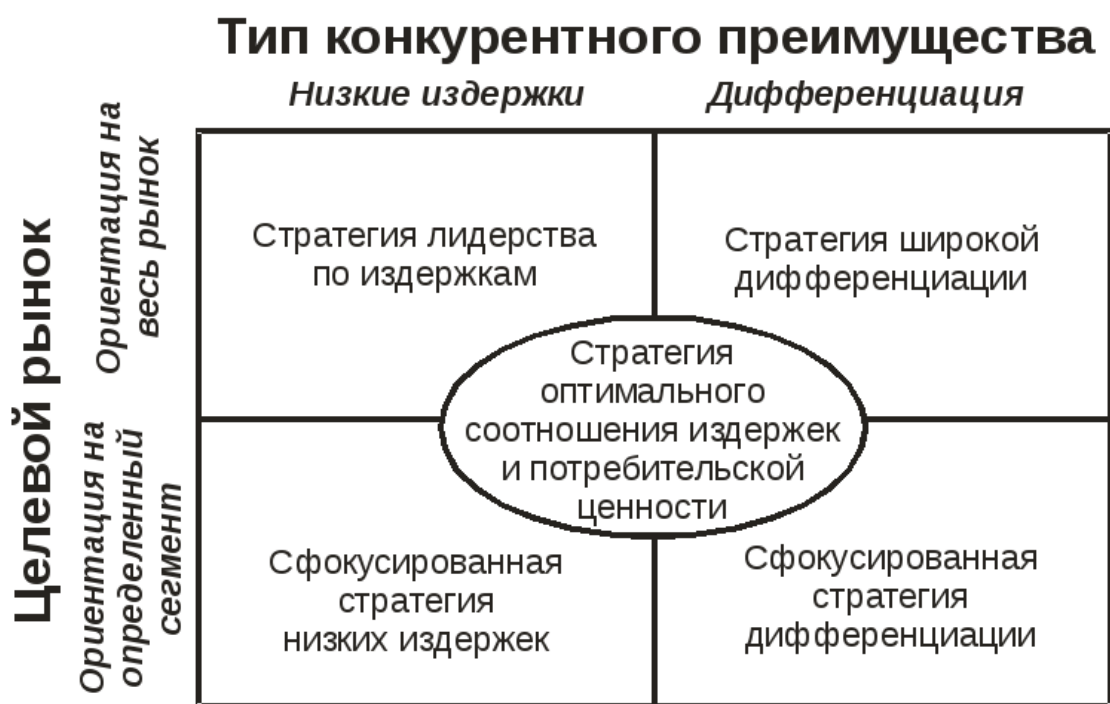 Тип конкурентного преимущества
Низкие издержки
Дифференциация
Целевой рынок
Ориентация на
весь рынок
Стратегия лидерства
по издержкам
Стратегия широкой
дифференциации
Стратегия
оптимального
соотношения издержек
и потребительской
ценности
Ориентация на
определенный
сегмент
Сфокусированная
стратегия
низких издержек
Сфокусированная
стратегия
дифференциации